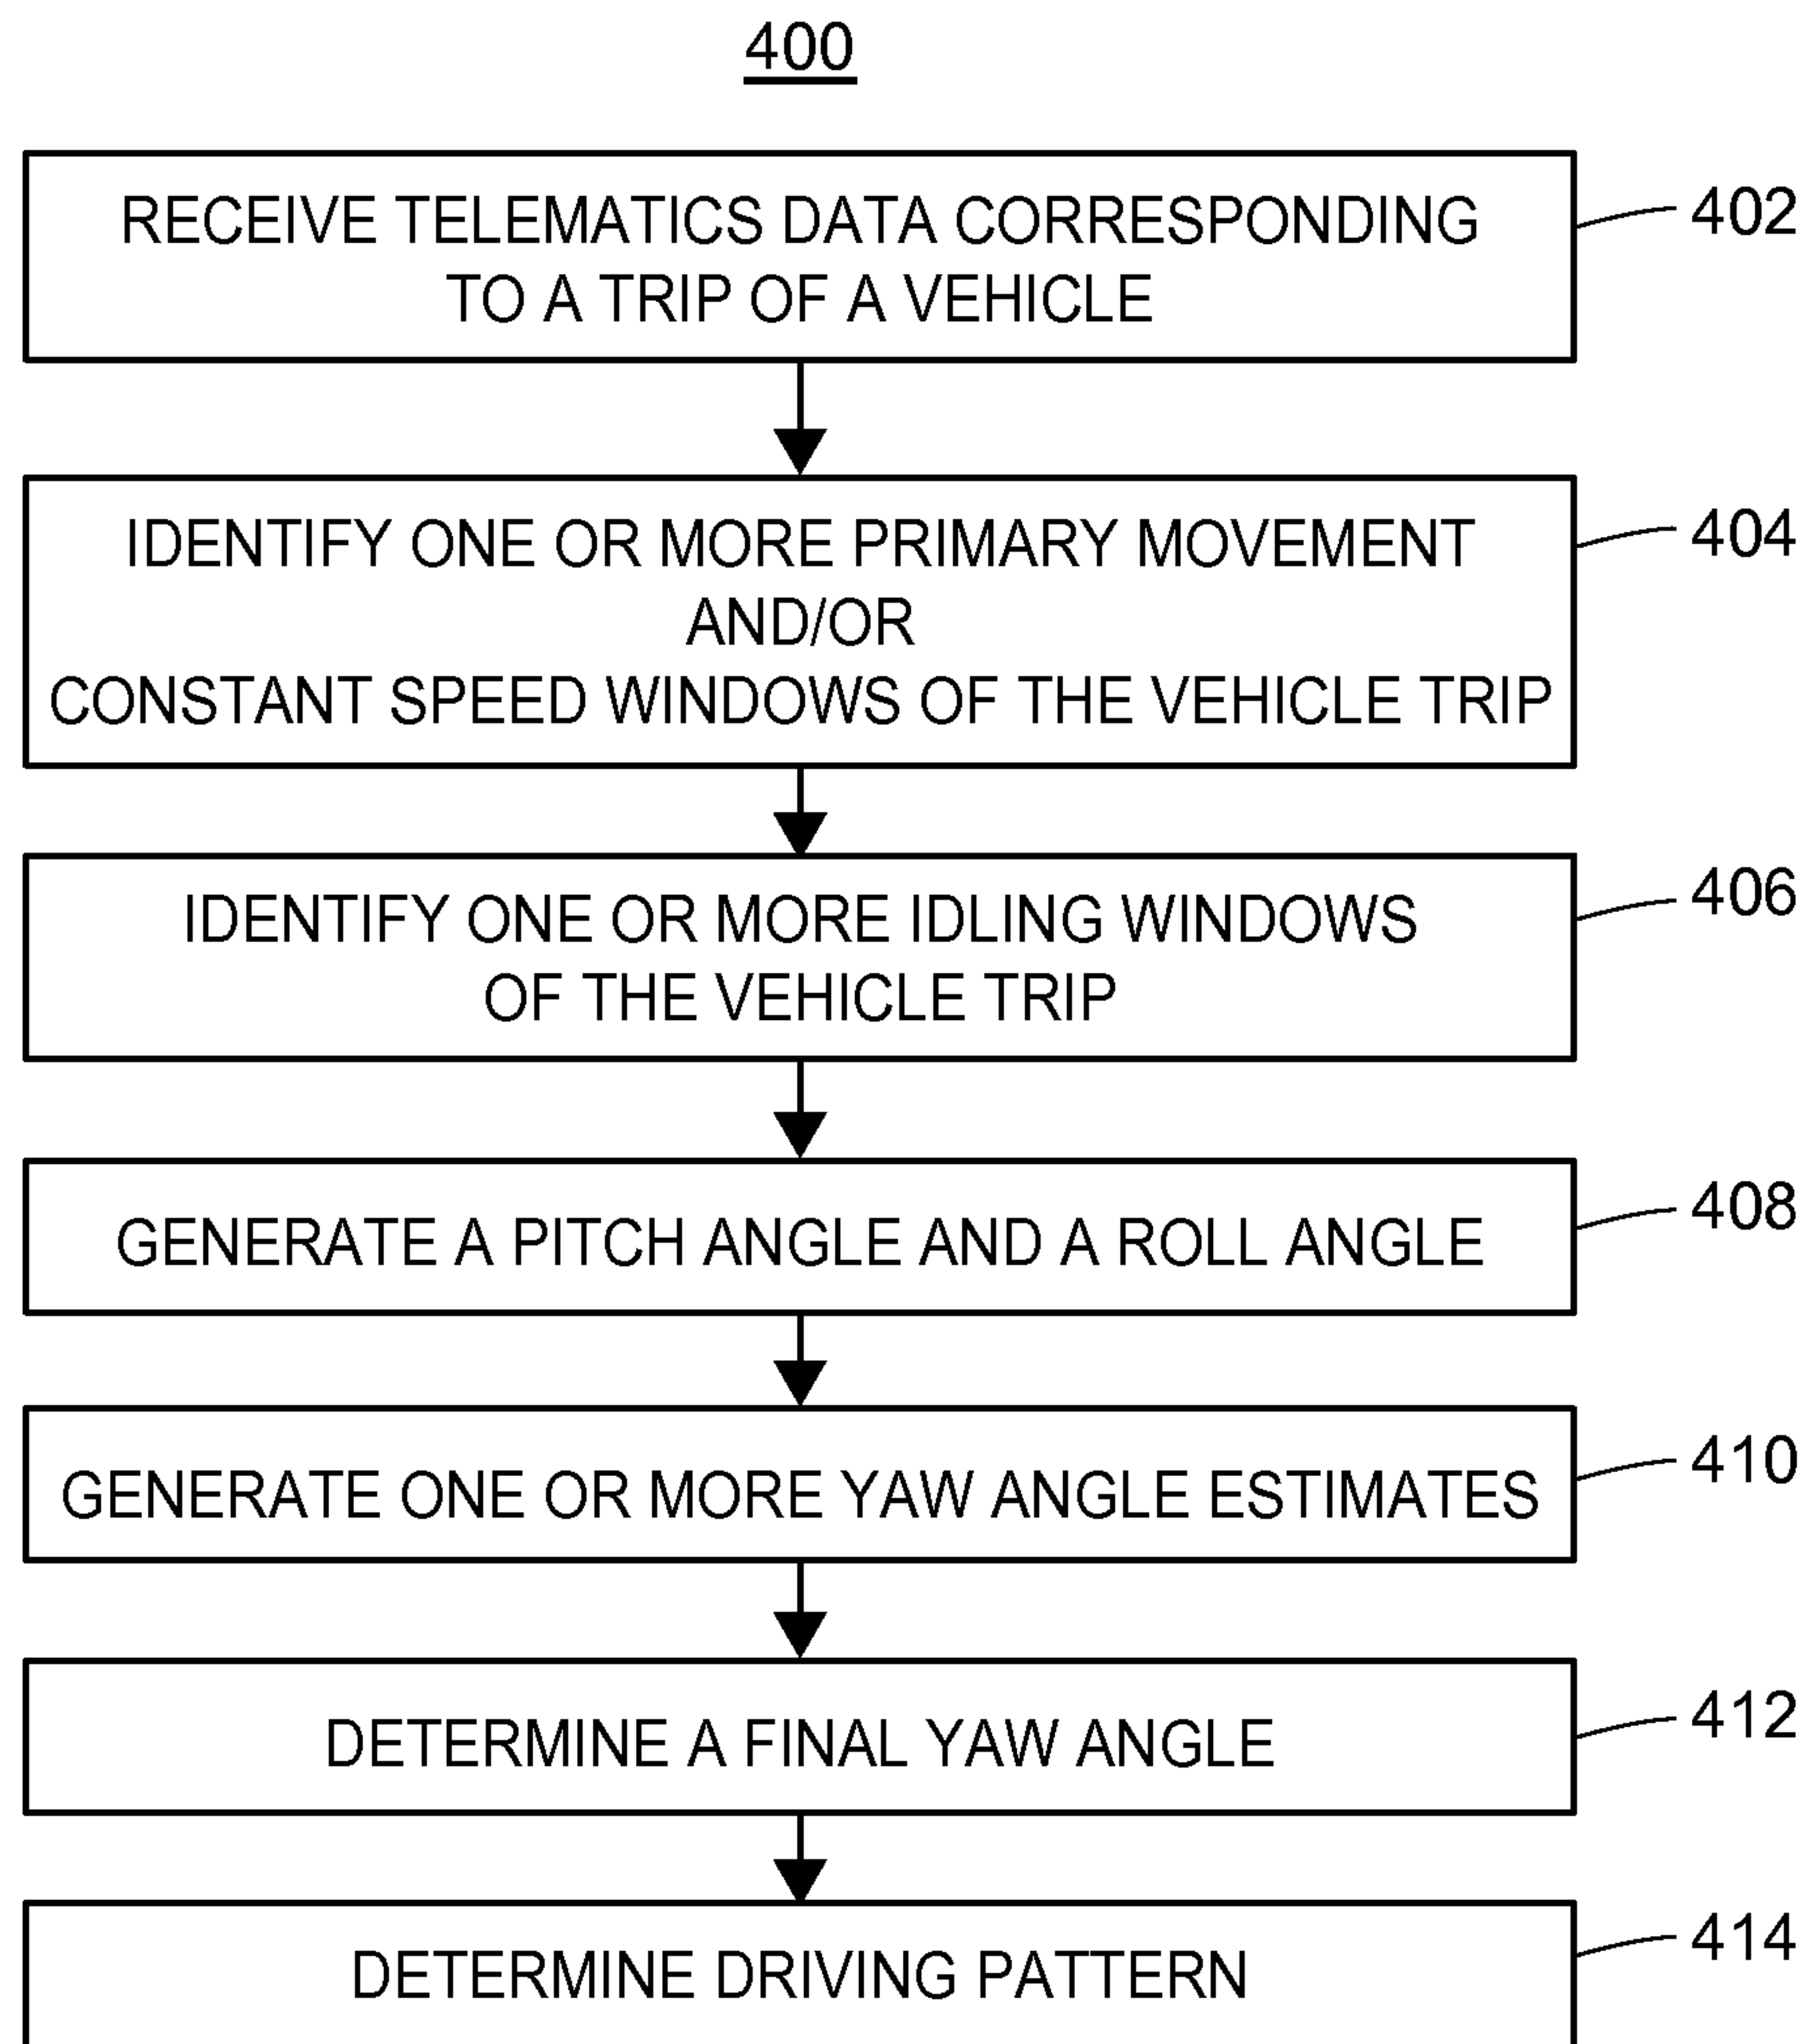 400
RECEIVE TELEMATICS DATA CORRESPONDING
TO A TRIP OF A VEHICLE
402
IDENTIFY ONE OR MORE PRIMARY MOVEMENT
AND/OR
CONSTANT SPEED WINDOWS OF THE VEHICLE TRIP
404
IDENTIFY ONE OR MORE IDLING WINDOWS
OF THE VEHICLE TRIP
406
GENERATE A PITCH ANGLE AND A ROLL ANGLE
408
GENERATE ONE OR MORE YAW ANGLE ESTIMATES
410
DETERMINE A FINAL YAW ANGLE
412
DETERMINE DRIVING PATTERN
414